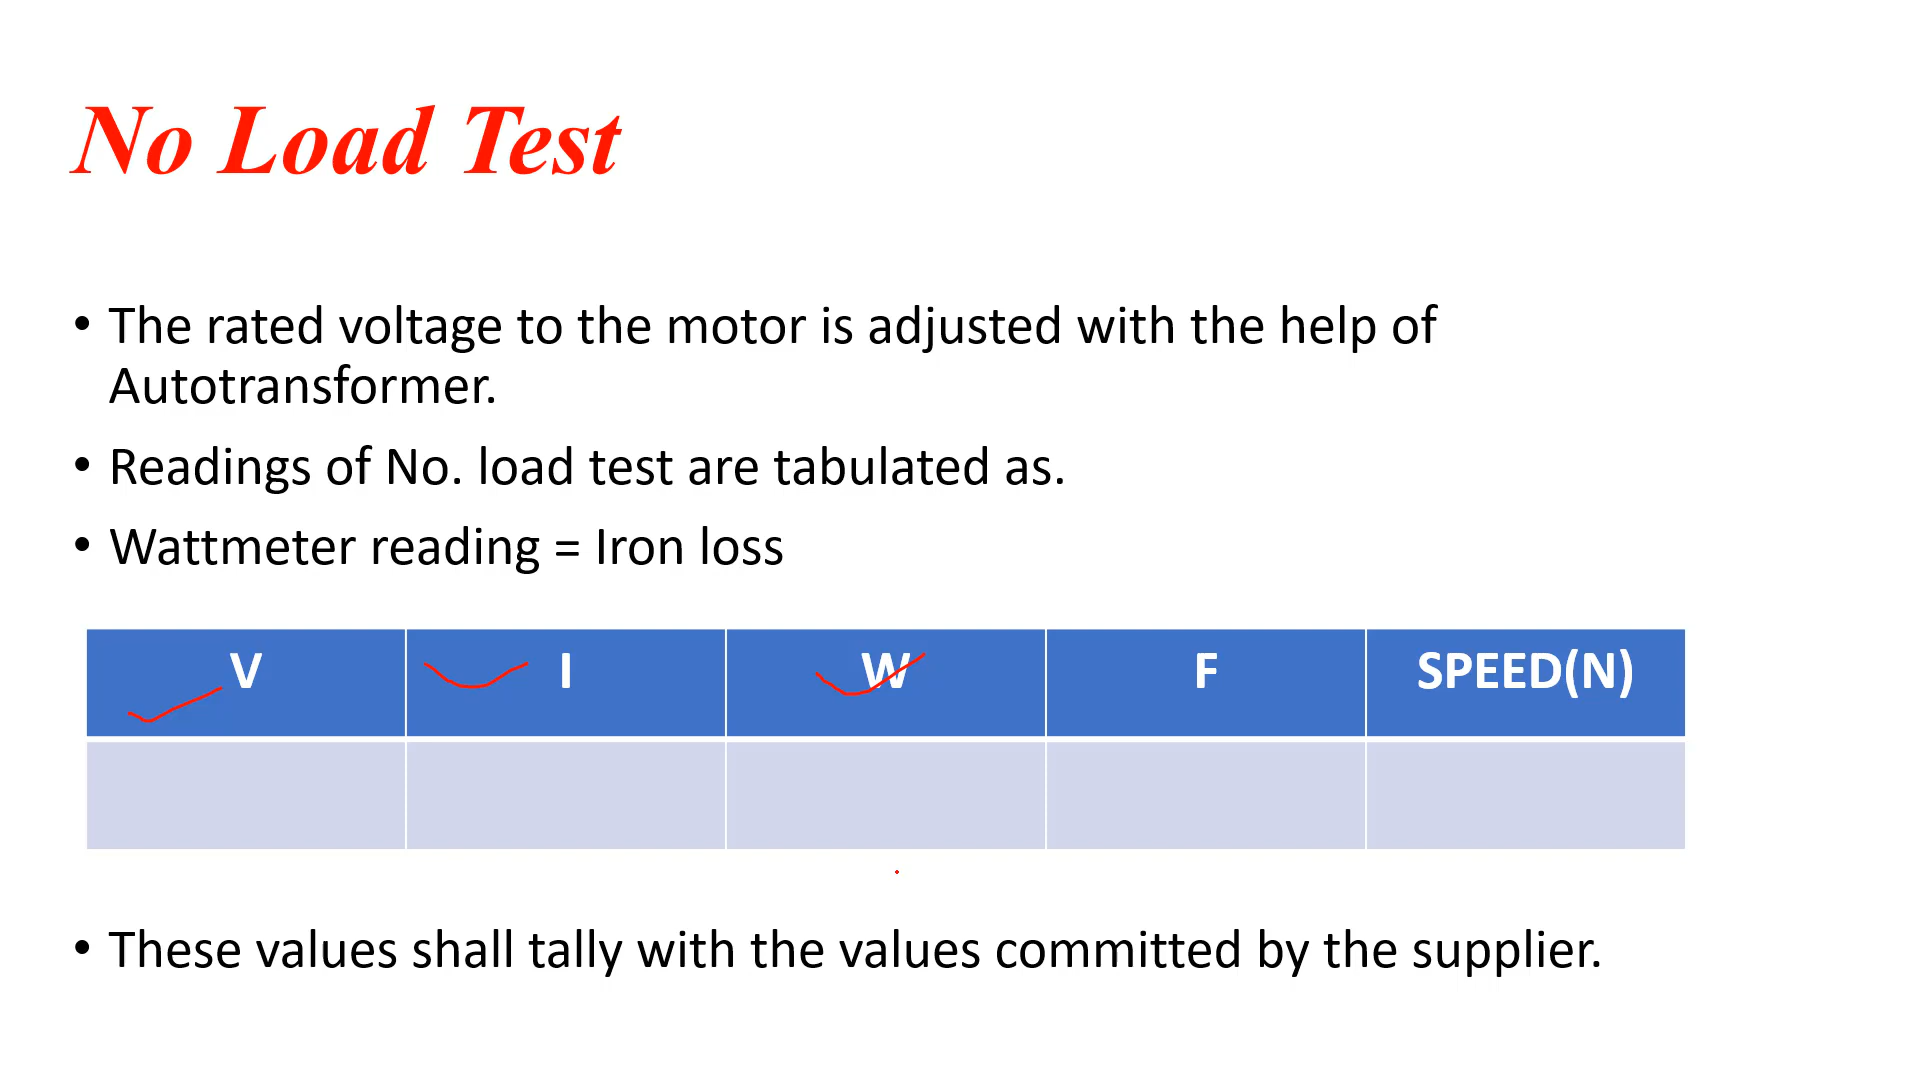 No Load Test
• The rated voltage to the motor is adjusted with the help of
Autotransformer.
• Readings of No. load test are tabulated as.
• Wattmeter reading = Iron loss
V I W F SPEED(N)
• These values shall tally with the values committed by the supplier.